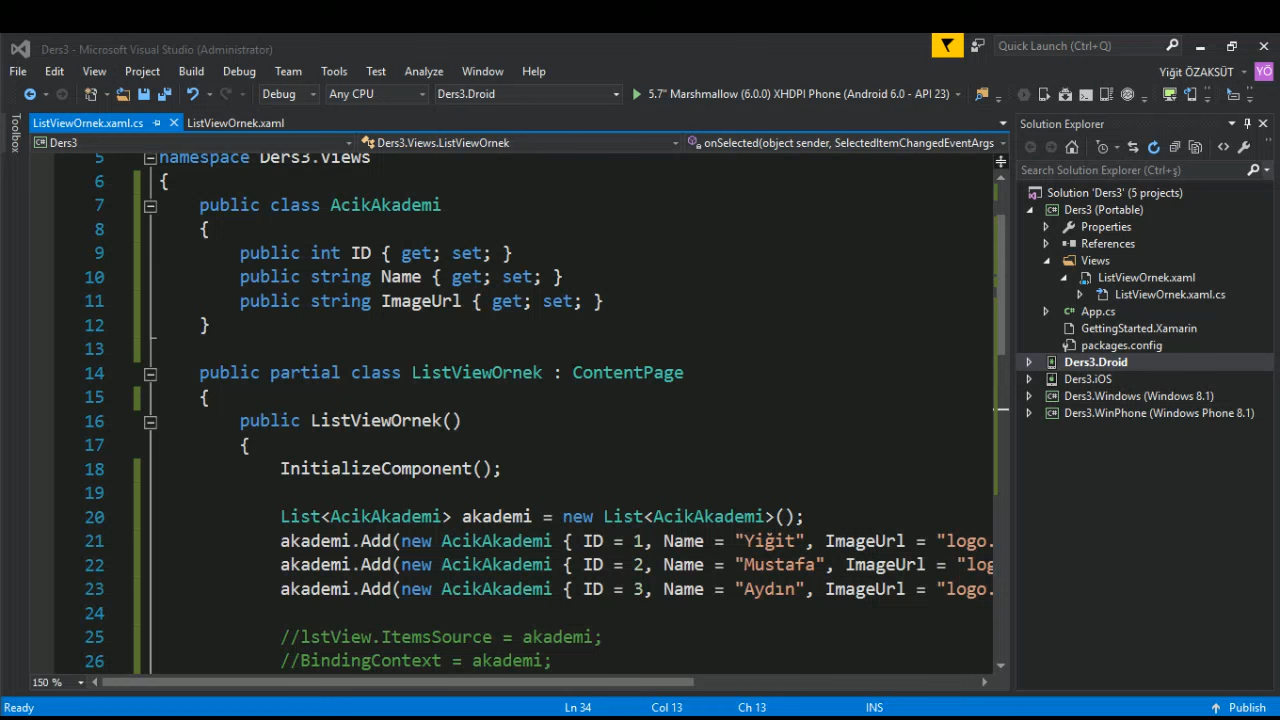 Ders3 - Microsoft Visual Studio (Administrator)
Quick Launch (Ctrl+Q)
File Edit View Project Build Debug Team Tools Test Analyze Window Help
Yiğit ÖZAKSÜT YÖ
Debug Any CPU Ders3.Droid 5.7" Marshmallow (6.0.0) XHDPI Phone (Android 6.0 - API 23)
Toolbox
ListViewOrnek.xaml.cs ListViewOrnek.xaml
Ders3 Ders3.Views.ListViewOrnek onSelected(object sender, SelectedItemChangedEventArgs
5 namespace Ders3.Views
6 {
7 public class AcikAkademi
8 {
9 public int ID { get; set; }
10 public string Name { get; set; }
11 public string ImageUrl { get; set; }
12 }
13
14 public partial class ListViewOrnek : ContentPage
15 {
16 public ListViewOrnek()
17 {
18 InitializeComponent();
19
20 List<AcikAkademi> akademi = new List<AcikAkademi>();
21 akademi.Add(new AcikAkademi { ID = 1, Name = "Yiğit", ImageUrl = "logo.
22 akademi.Add(new AcikAkademi { ID = 2, Name = "Mustafa", ImageUrl = "log
23 akademi.Add(new AcikAkademi { ID = 3, Name = "Aydın", ImageUrl = "logo.
24
25 //lstView.ItemsSource = akademi;
26 //BindingContext = akademi;
150 %
Solution Explorer
Search Solution Explorer (Ctrl+ş)
Solution 'Ders3' (5 projects)
Ders3 (Portable)
Properties
References
Views
ListViewOrnek.xaml
ListViewOrnek.xaml.cs
App.cs
GettingStarted.Xamarin
packages.config
Ders3.Droid
Ders3.iOS
Ders3.Windows (Windows 8.1)
Ders3.WinPhone (Windows Phone 8.1)
Ready Ln 34 Col 13 Ch 13 INS Publish